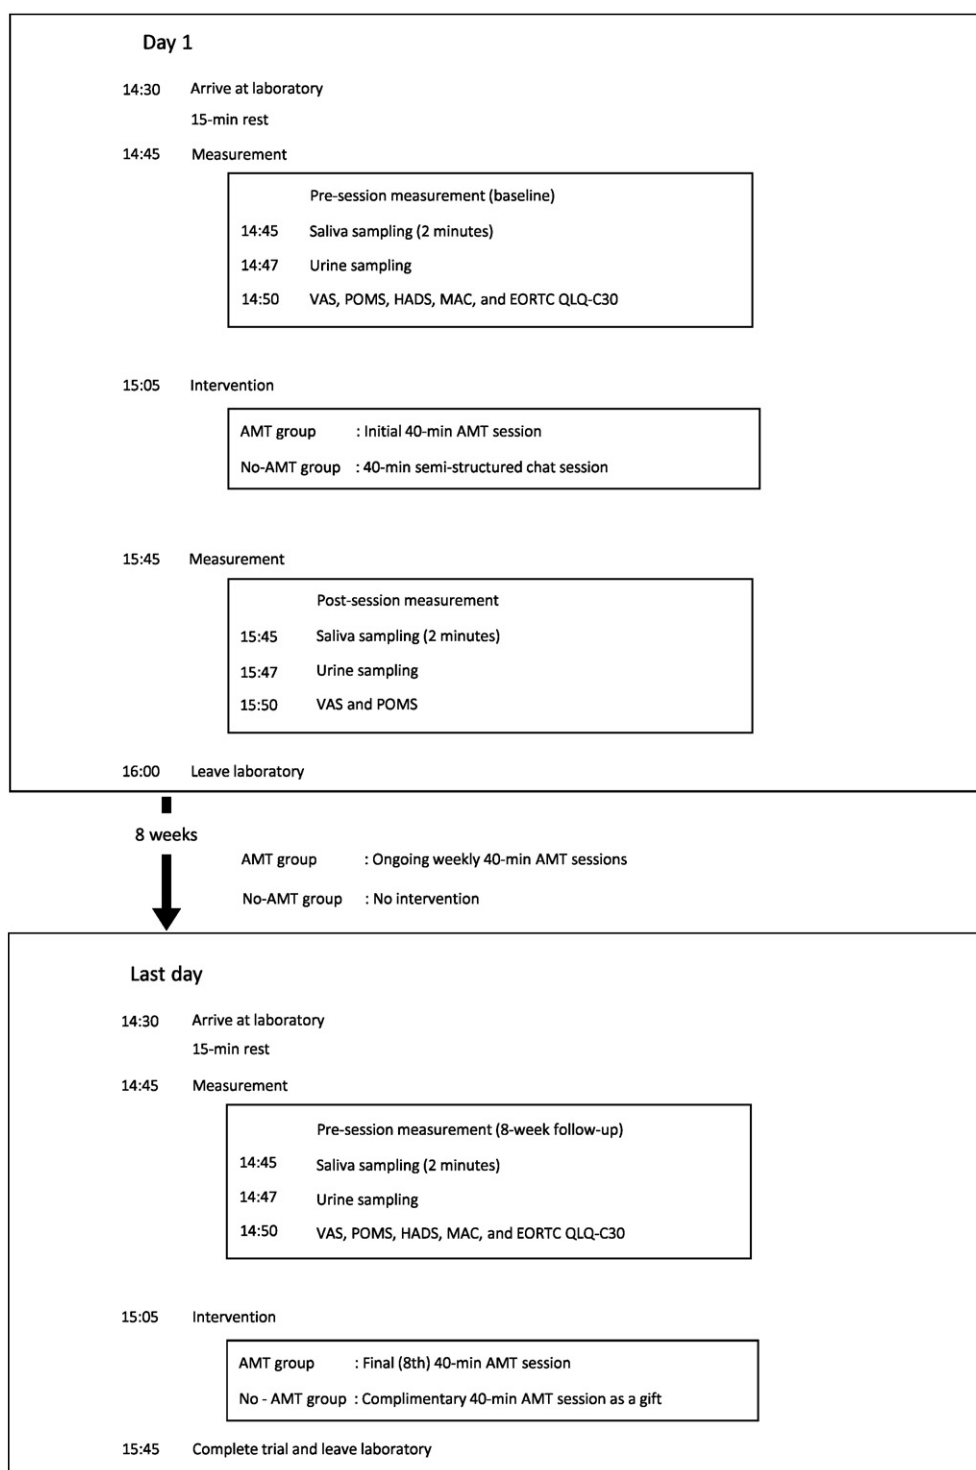 Day 1
14:30 Arrive at laboratory
15-min rest
14:45 Measurement
Pre-session measurement (baseline)
14:45 Saliva sampling (2 minutes)
14:47 Urine sampling
14:50 VAS, POMS, HADS, MAC, and EORTC QLQ-C30
15:05 Intervention
AMT group : Initial 40-min AMT session
No-AMT group : 40-min semi-structured chat session
15:45 Measurement
Post-session measurement
15:45 Saliva sampling (2 minutes)
15:47 Urine sampling
15:50 VAS and POMS
16:00 Leave laboratory
8 weeks
AMT group : Ongoing weekly 40-min AMT sessions
No-AMT group : No intervention
Last day
14:30 Arrive at laboratory
15-min rest
14:45 Measurement
Pre-session measurement (8-week follow-up)
14:45 Saliva sampling (2 minutes)
14:47 Urine sampling
14:50 VAS, POMS, HADS, MAC, and EORTC QLQ-C30
15:05 Intervention
AMT group : Final (8th) 40-min AMT session
No - AMT group : Complimentary 40-min AMT session as a gift
15:45 Complete trial and leave laboratory